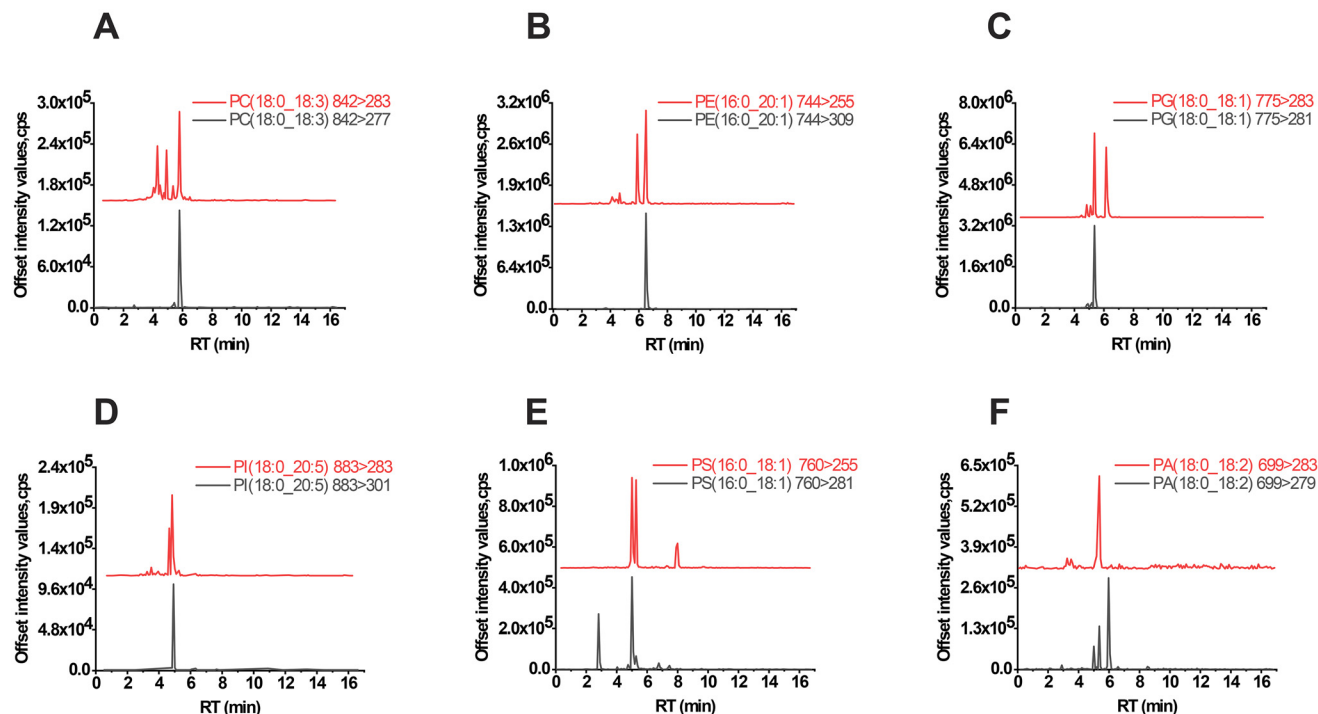 A
B
C
PC(18:0_18:3) 842>283
PC(18:0_18:3) 842>277
3.0x10⁵
2.4x10⁵
1.8x10⁵
1.2x10⁵
6.0x10⁴
0.0
Offset intensity values,cps
0 2 4 6 8 10 12 14 16
RT (min)
PE(16:0_20:1) 744>255
PE(16:0_20:1) 744>309
3.2x10⁶
2.6x10⁶
1.9x10⁶
1.3x10⁶
6.4x10⁵
0.0
Offset intensity values,cps
0 2 4 6 8 10 12 14 16
RT (min)
PG(18:0_18:1) 775>283
PG(18:0_18:1) 775>281
8.0x10⁶
6.4x10⁶
4.8x10⁶
3.2x10⁶
1.6x10⁶
0.0
Offset intensity values,cps
0 2 4 6 8 10 12 14 16
RT (min)
D
E
F
PI(18:0_20:5) 883>283
PI(18:0_20:5) 883>301
2.4x10⁵
1.9x10⁵
1.4x10⁵
9.6x10⁴
4.8x10⁴
0.0
Offset intensity values,cps
0 2 4 6 8 10 12 14 16
RT (min)
PS(16:0_18:1) 760>255
PS(16:0_18:1) 760>281
1.0x10⁶
8.0x10⁵
6.0x10⁵
4.0x10⁵
2.0x10⁵
0.0
Offset intensity values,cps
0 2 4 6 8 10 12 14 16
RT (min)
PA(18:0_18:2) 699>283
PA(18:0_18:2) 699>279
6.5x10⁵
5.2x10⁵
3.9x10⁵
2.6x10⁵
1.3x10⁵
0.0
Offset intensity values,cps
0 2 4 6 8 10 12 14 16
RT (min)